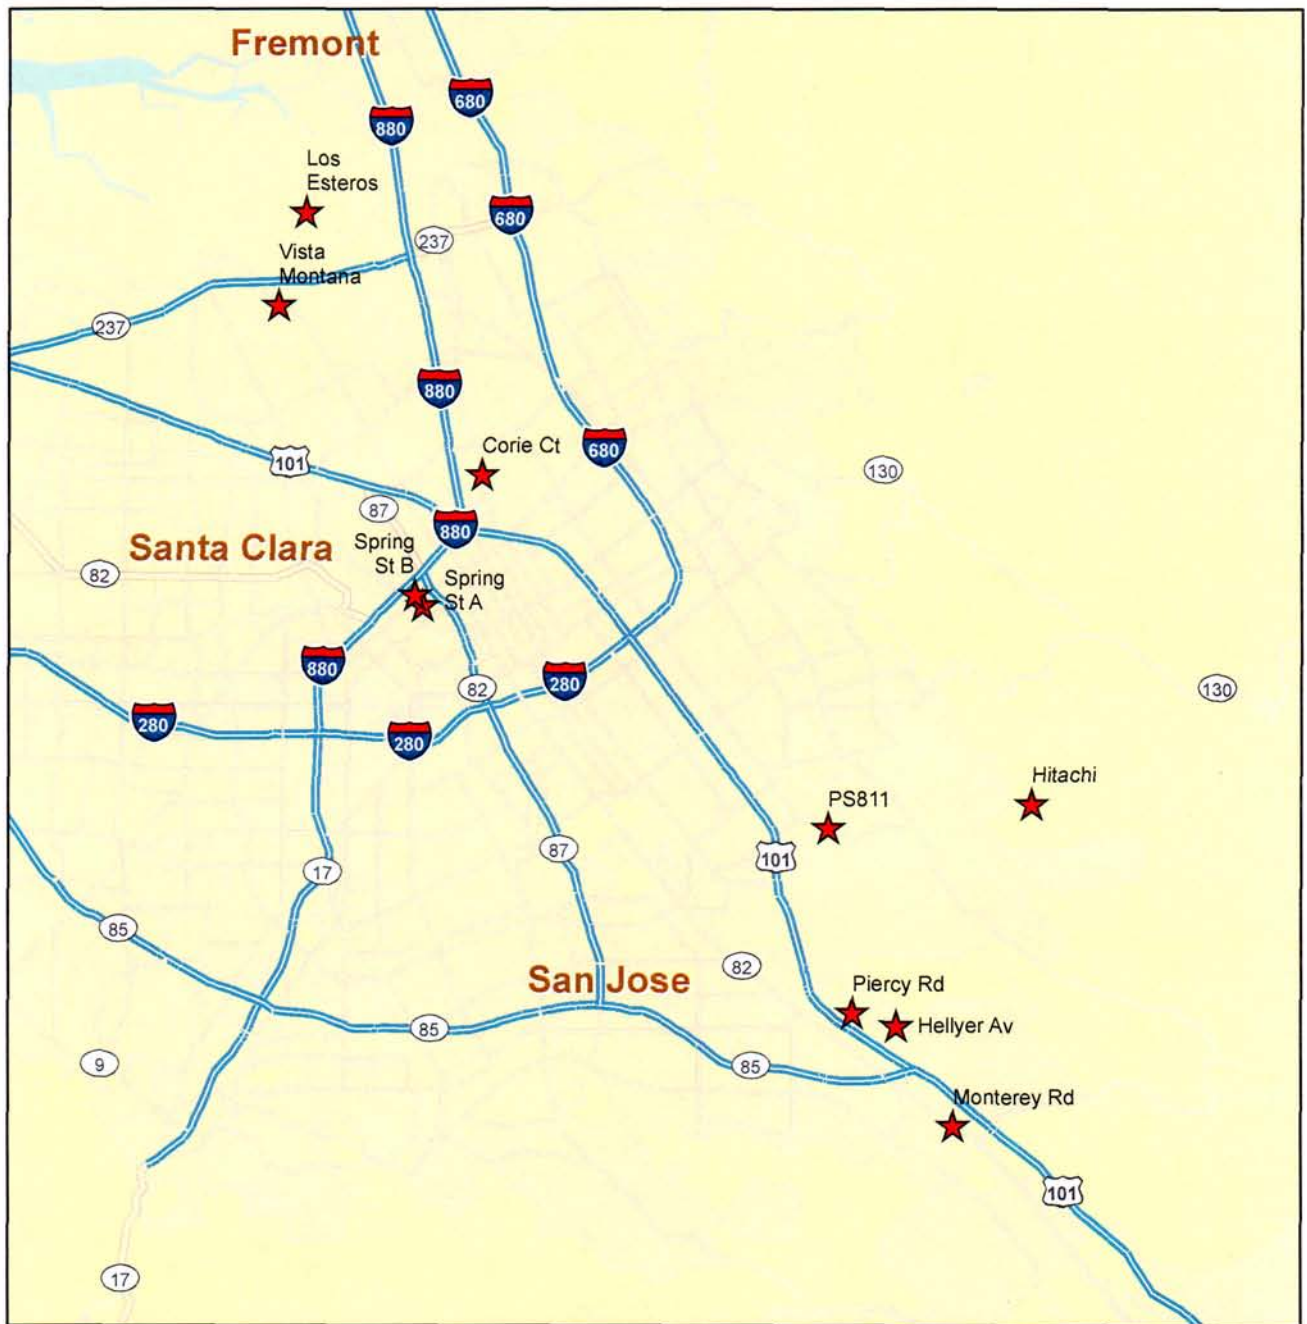 Fremont
680
880
Los
Esteros
680
237
Vista
Montana
237
880
Corie Ct
680
101
130
87
880
Santa Clara
Spring
St B
82
Spring
St A
880
280
82
130
280
280
Hitachi
PS811
87
101
17
85
82
San Jose
Piercy Rd
Hellyer Av
85
9
85
Monterey Rd
101
17